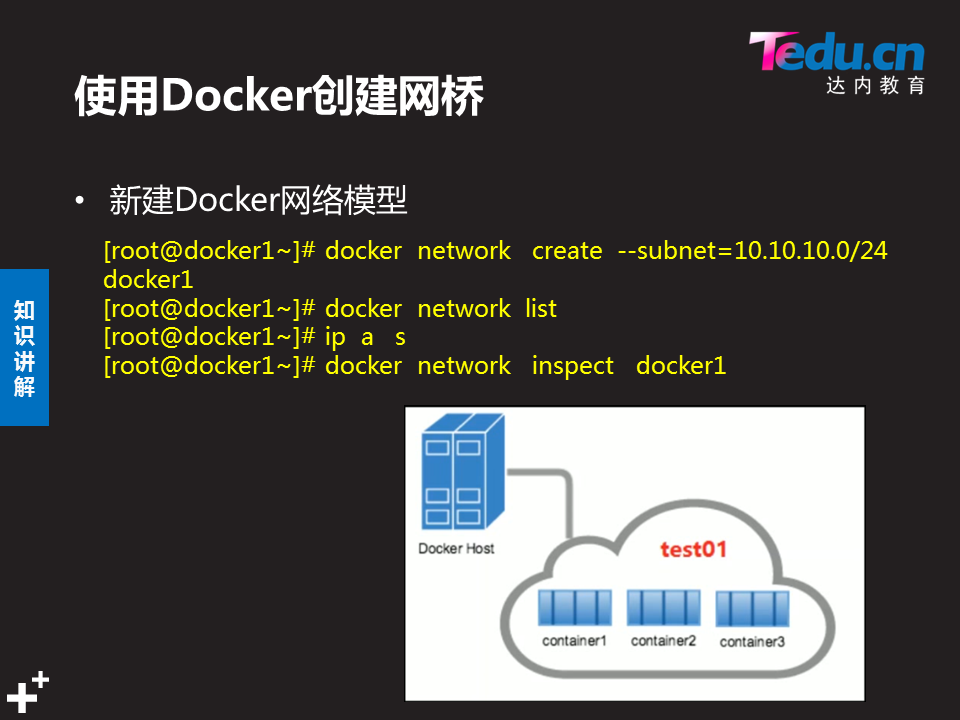 Tedu.cn
达内教育
使用Docker创建网桥
• 新建Docker网络模型
[root@docker1~]# docker network create --subnet=10.10.10.0/24
docker1
[root@docker1~]# docker network list
[root@docker1~]# ip a s
[root@docker1~]# docker network inspect docker1
知
识
讲
解
Docker Host
test01
container1 container2 container3